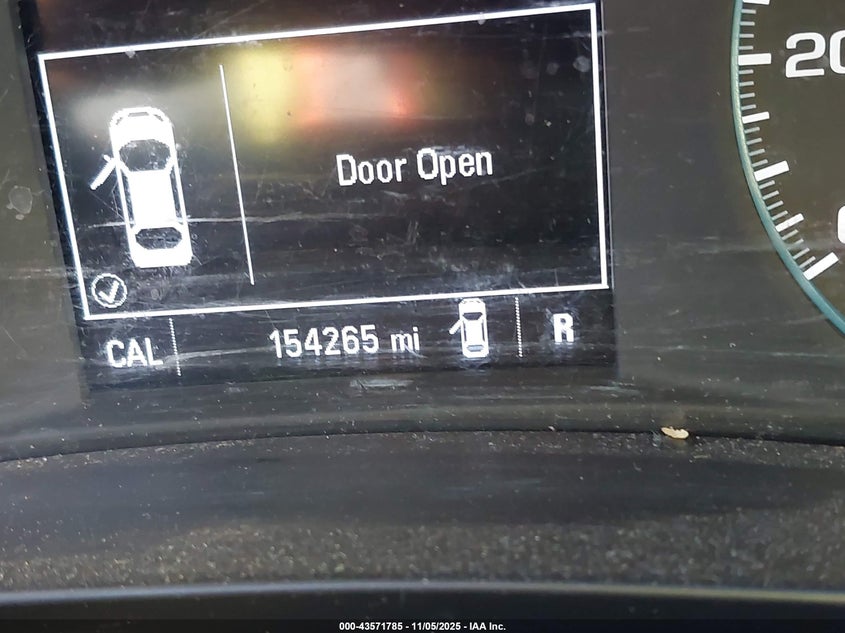 Door Open
CAL
154265 mi
R
20
000-43571785 - 11/05/2025 - IAA Inc.